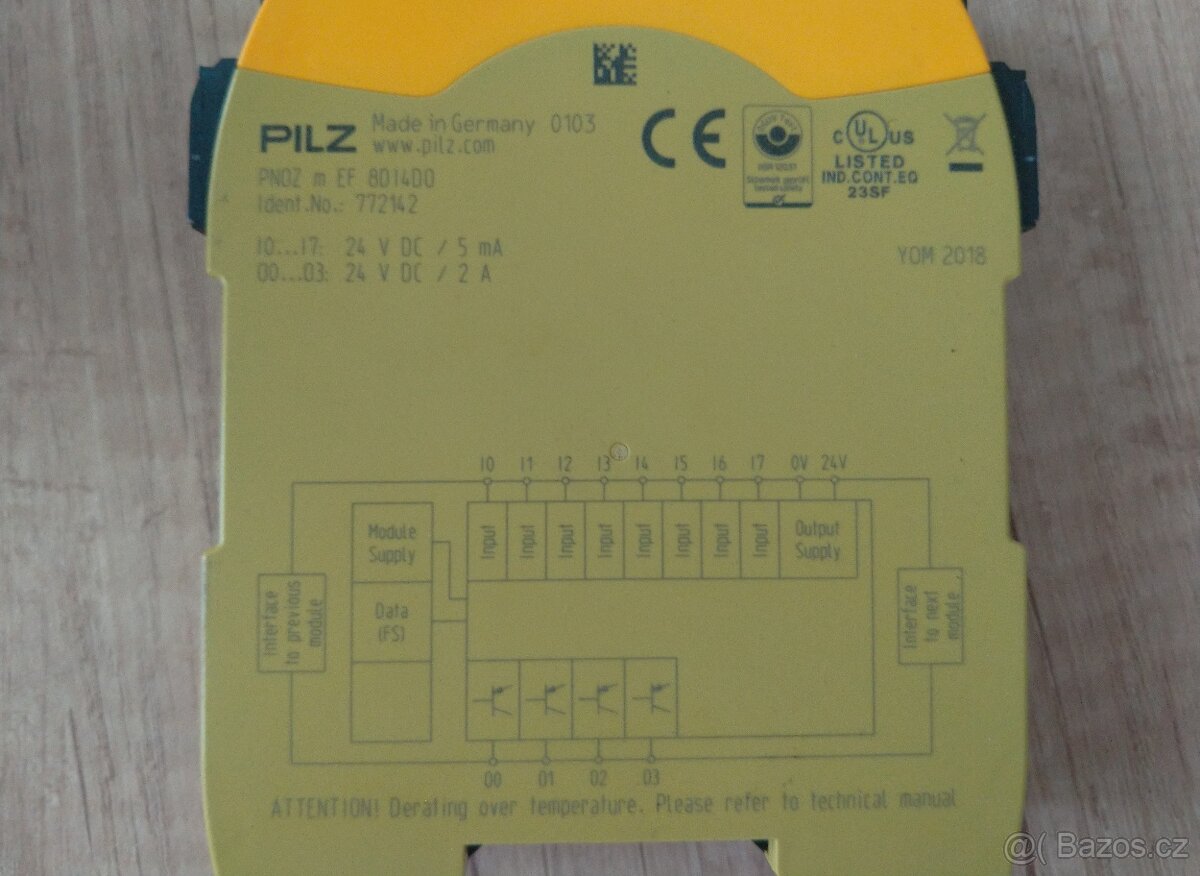 PILZ
Made in Germany 0103
www.pilz.com
PNOZ m EF 8DI4DO
Ident.No.: 772142
I0...I7: 24 V DC / 5 mA
O0...O3: 24 V DC / 2 A
CE
C UL US
LISTED
IND.CONT.EQ
23SF
YOM 2018
I0 I1 I2 I3 I4 I5 I6 I7 0V 24V
Module
Supply
Input Input Input Input Input Input Input Input
Output
Supply
Data
(FS)
Interface
to previous
module
Interface
to next
module
O0 O1 O2 O3
ATTENTION! Derating over temperature. Please refer to technical manual
@( Bazos.cz